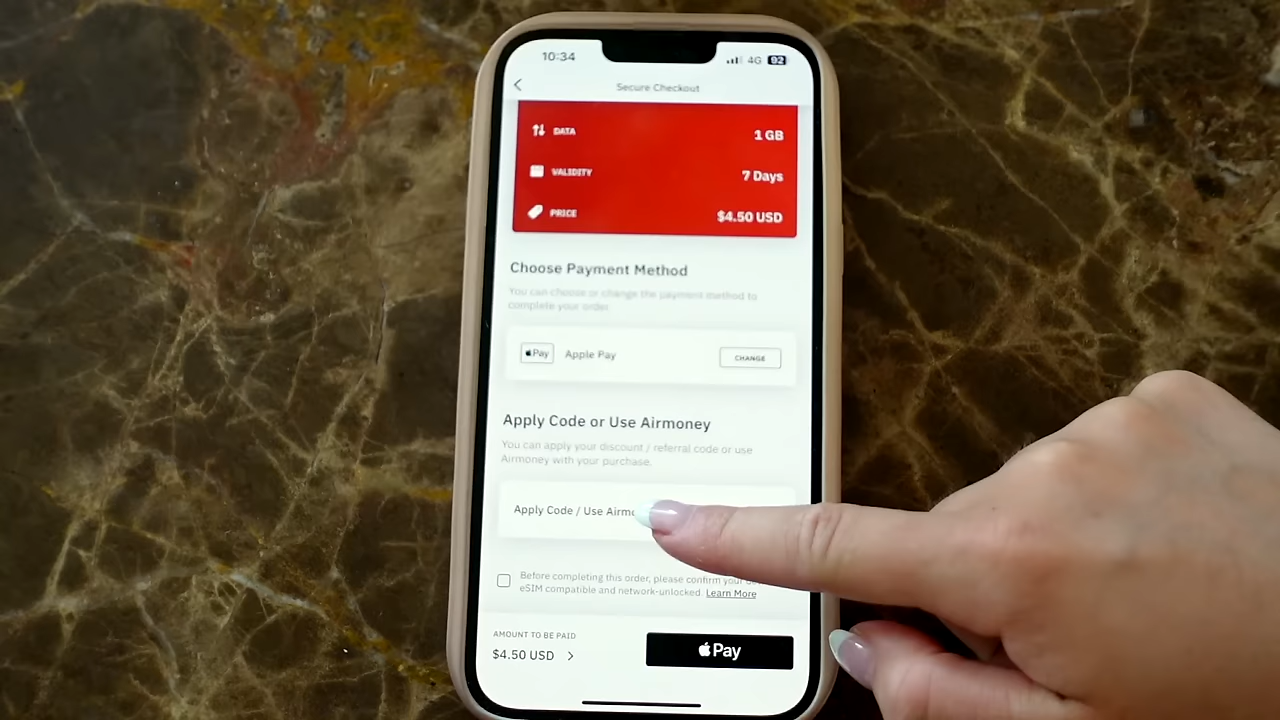 10:34
4G 92
Secure Checkout
DATA 1 GB
VALIDITY 7 Days
PRICE $4.50 USD
Choose Payment Method
You can choose or change the payment method to
complete your order.
Pay Apple Pay CHANGE
Apply Code or Use Airmoney
You can apply your discount / referral code or use
Airmoney with your purchase.
Apply Code / Use Airmo
Before completing this order, please confirm your
eSIM compatible and network-unlocked. Learn More
AMOUNT TO BE PAID
$4.50 USD >
Pay